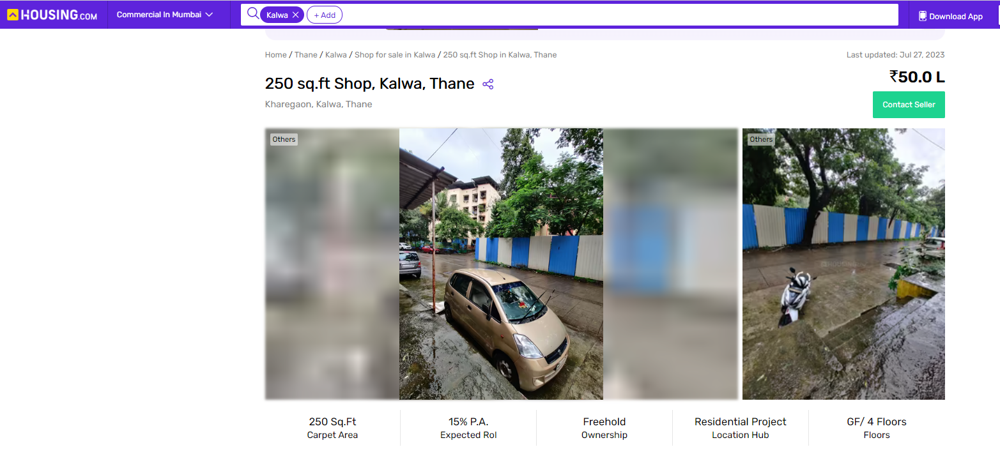 HOUSING.COM
Commercial In Mumbai
Kalwa
+ Add
Download App
Home / Thane / Kalwa / Shop for sale in Kalwa / 250 sq.ft Shop in Kalwa, Thane
Last updated: Jul 27, 2023
250 sq.ft Shop, Kalwa, Thane
₹50.0 L
Kharegaon, Kalwa, Thane
Contact Seller
Others
Others
HOUSING
250 Sq.Ft
Carpet Area
15% P.A.
Expected RoI
Freehold
Ownership
Residential Project
Location Hub
GF/ 4 Floors
Floors